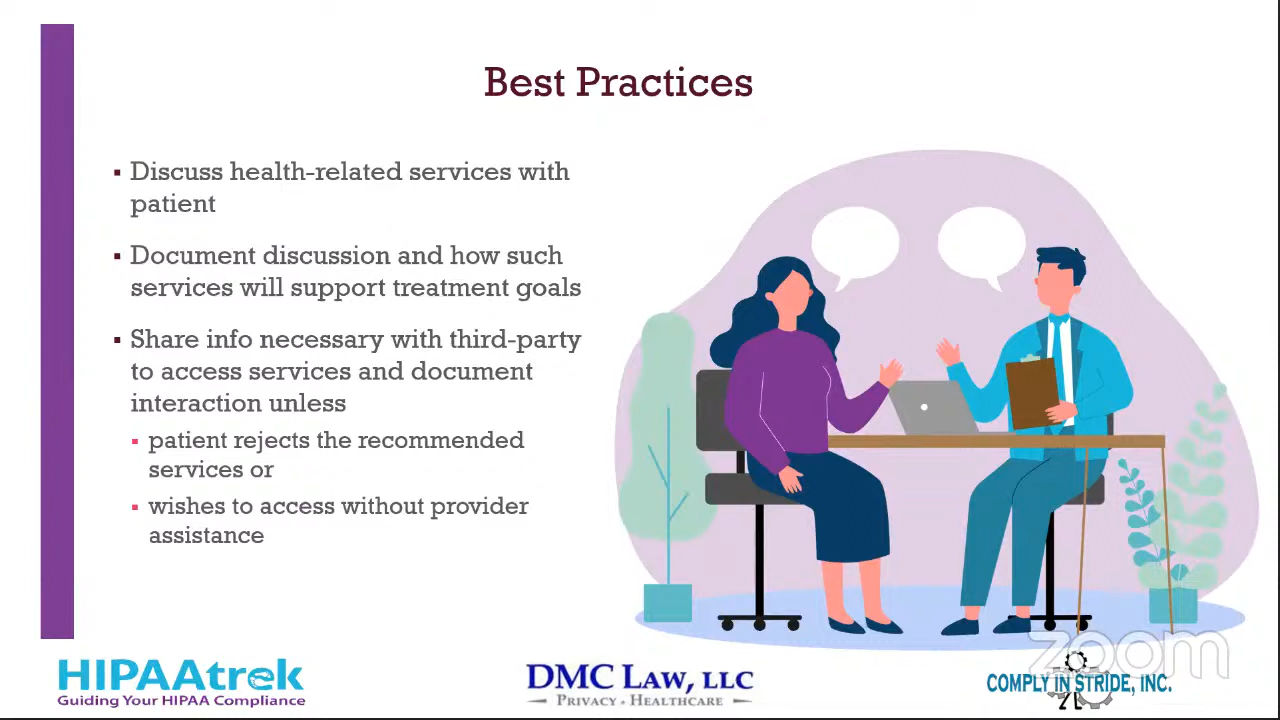 Best Practices
▪ Discuss health-related services with
patient
▪ Document discussion and how such
services will support treatment goals
▪ Share info necessary with third-party
to access services and document
interaction unless
▪ patient rejects the recommended
services or
▪ wishes to access without provider
assistance
zoom
HIPAAtrek
Guiding Your HIPAA Compliance
DMC LAW, LLC
PRIVACY • HEALTHCARE
COMPLY IN STRIDE, INC.